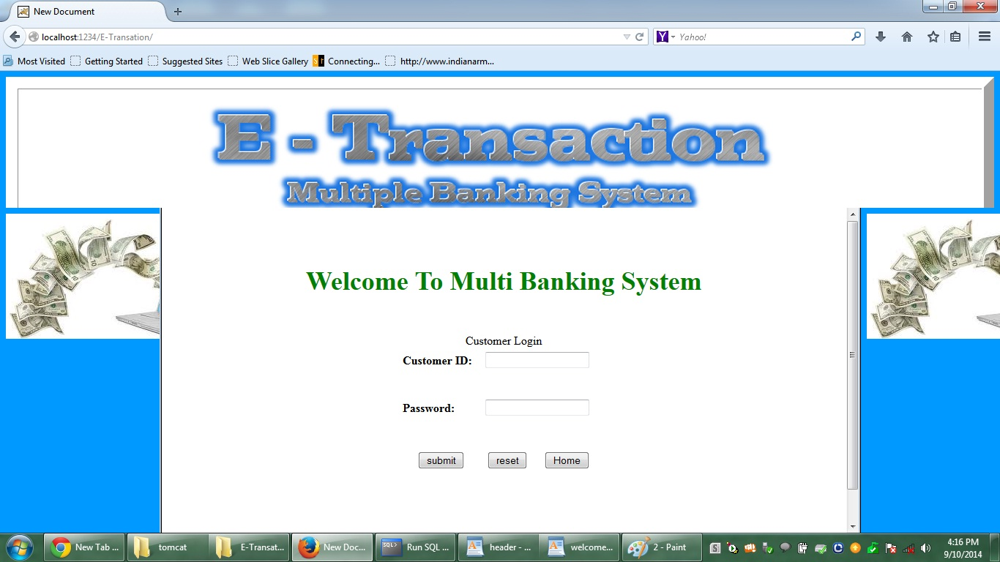 New Document
localhost:1234/E-Transation/
Yahoo!
Most Visited Getting Started Suggested Sites Web Slice Gallery Connecting... http://www.indianarm...
E - Transaction
Multiple Banking System
Welcome To Multi Banking System
Customer Login
Customer ID:
Password:
submit reset Home
New Tab ... tomcat E-Transat... New Doc... Run SQL ... header - ... welcome... 2 - Paint
4:16 PM
9/10/2014